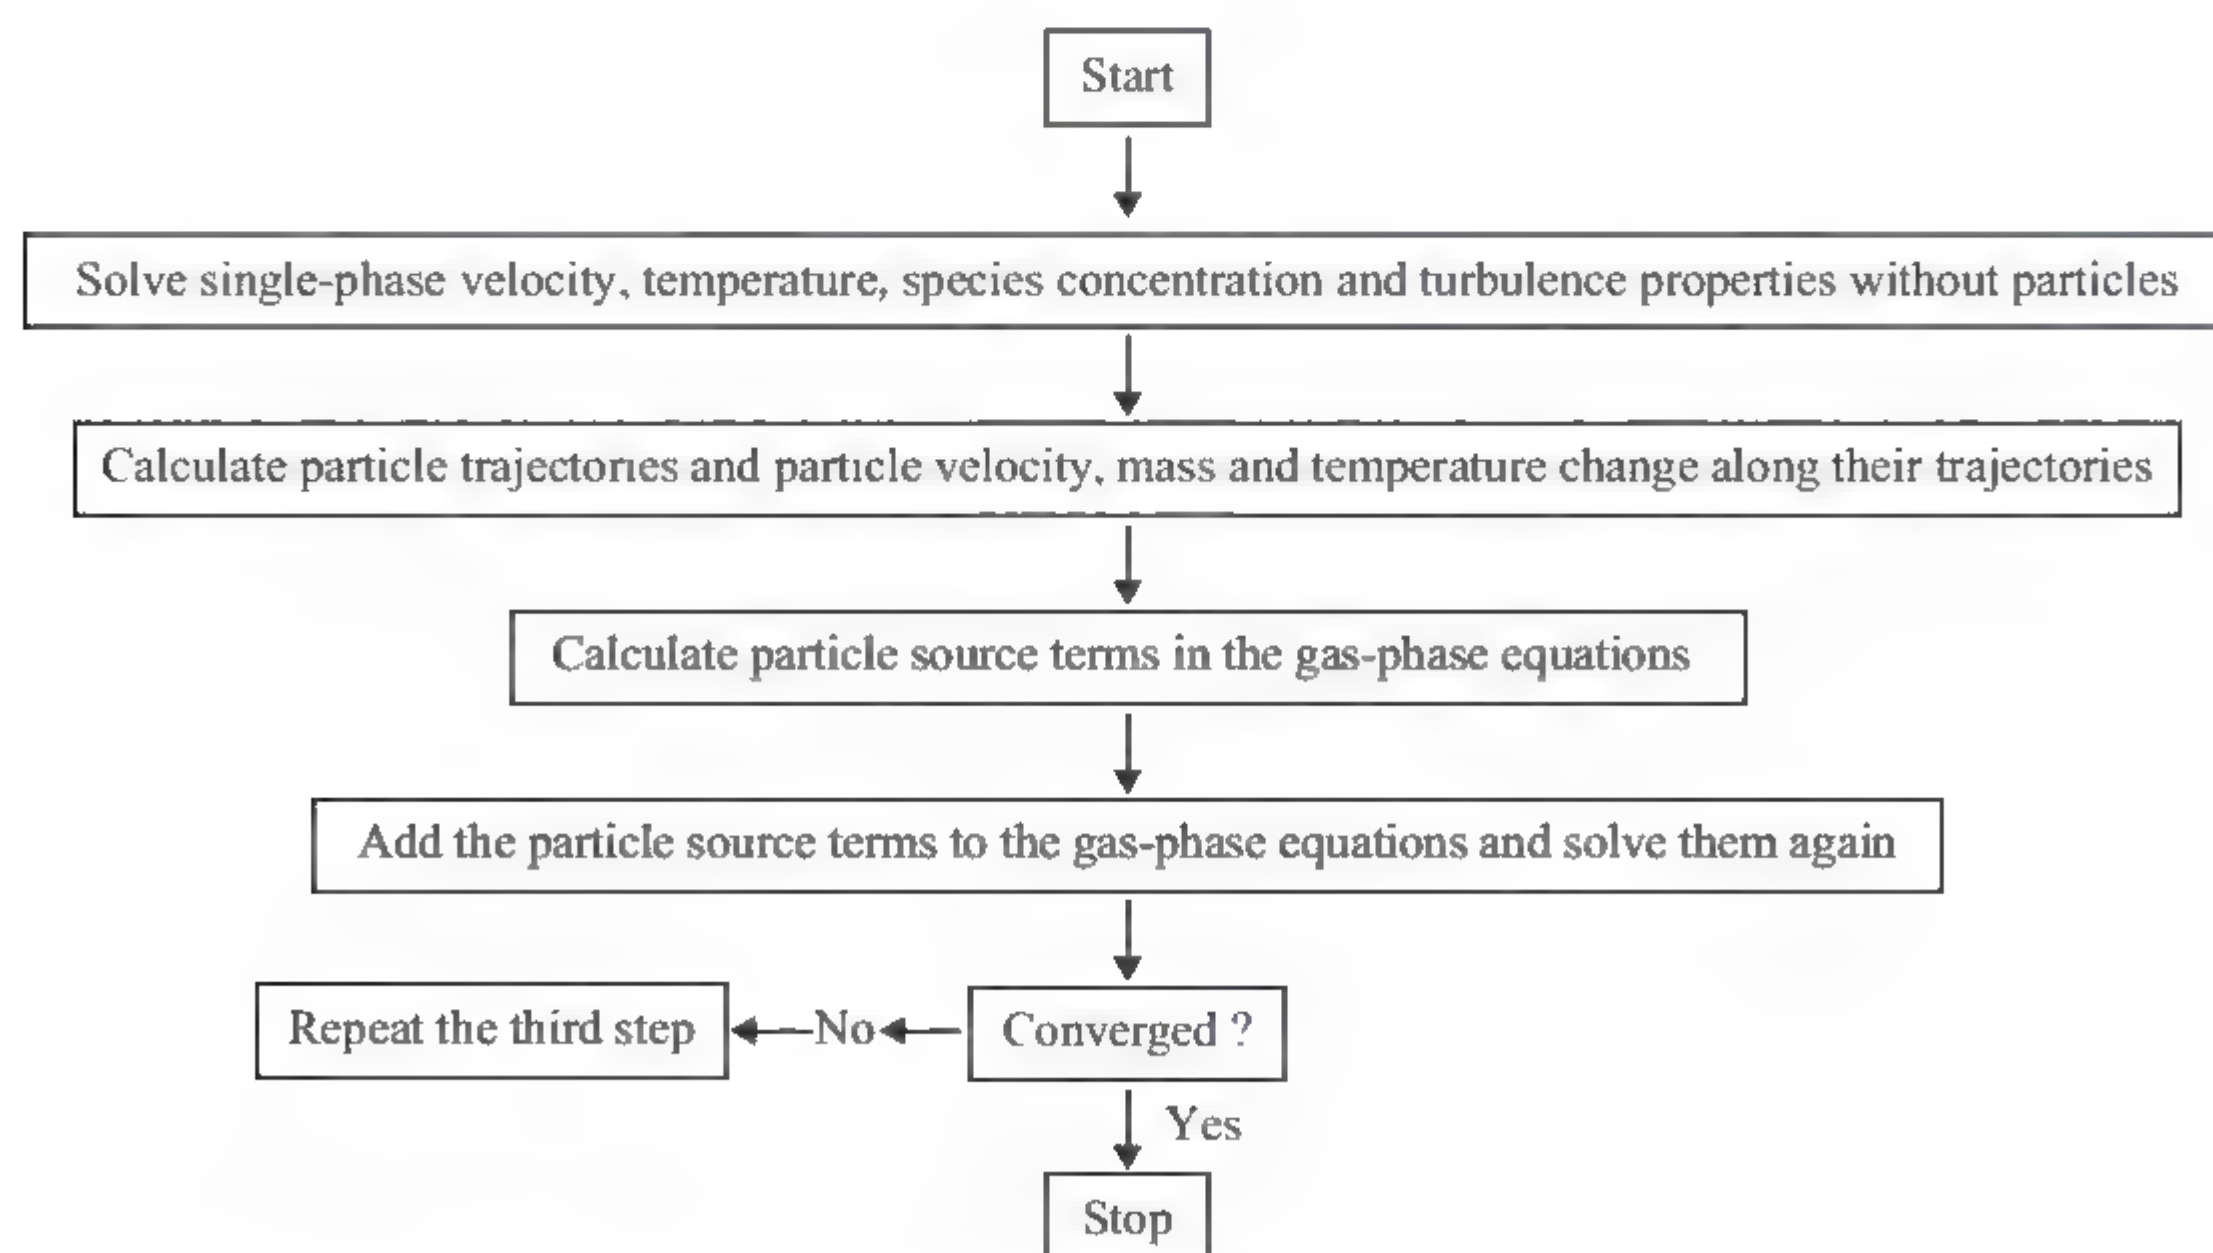 Start
Solve single-phase velocity, temperature, species concentration and turbulence properties without particles
Calculate particle trajectories and particle velocity, mass and temperature change along their trajectories
Calculate particle source terms in the gas-phase equations
Add the particle source terms to the gas-phase equations and solve them again
Repeat the third step
No
Converged ?
Yes
Stop